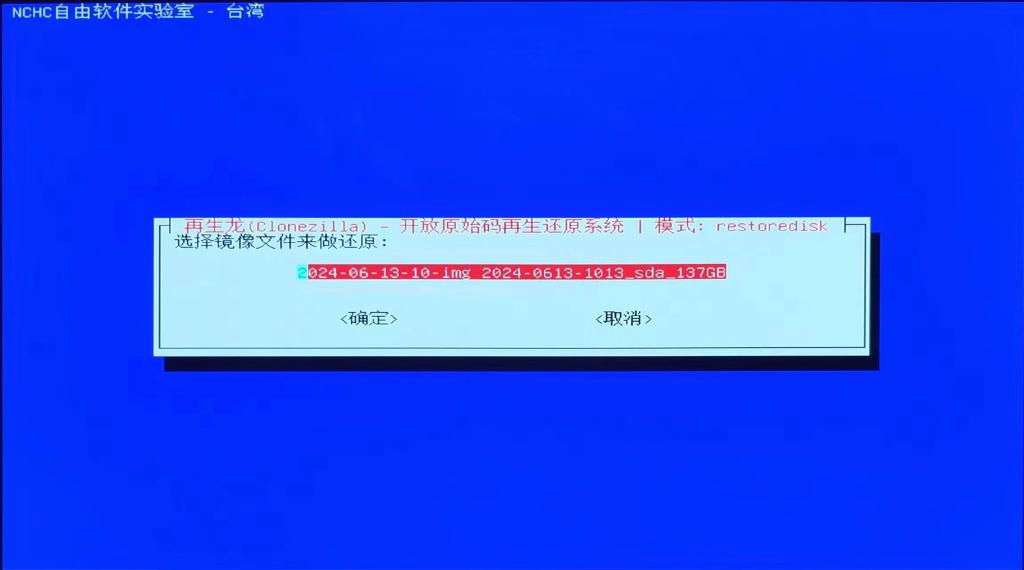 NCHC自由软件实验室 - 台湾
再生龙(Clonezilla) - 开放原始码再生还原系统 | 模式: restoredisk
选择镜像文件来做还原:
2024-06-13-10-img 2024-0613-1013_sda_137GB
<确定> <取消>